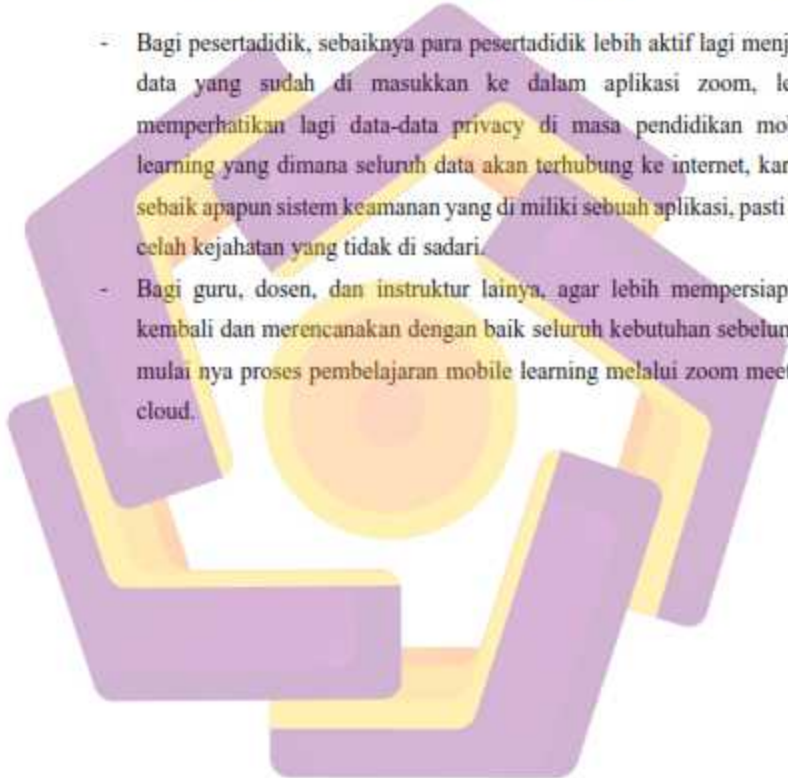 - Bagi pesertadidik, sebaiknya para pesertadidik lebih aktif lagi menj
data yang sudah di masukkan ke dalam aplikasi zoom, le
memperhatikan lagi data-data privacy di masa pendidikan mo
learning yang dimana seluruh data akan terhubung ke internet, kar
sebaik apapun sistem keamanan yang di miliki sebuah aplikasi, pasti
celah kejahatan yang tidak di sadari.
- Bagi guru, dosen, dan instruktur lainya, agar lebih mempersiap
kembali dan merencanakan dengan baik seluruh kebutuhan sebelun
mulai nya proses pembelajaran mobile learning melalui zoom meet
cloud.